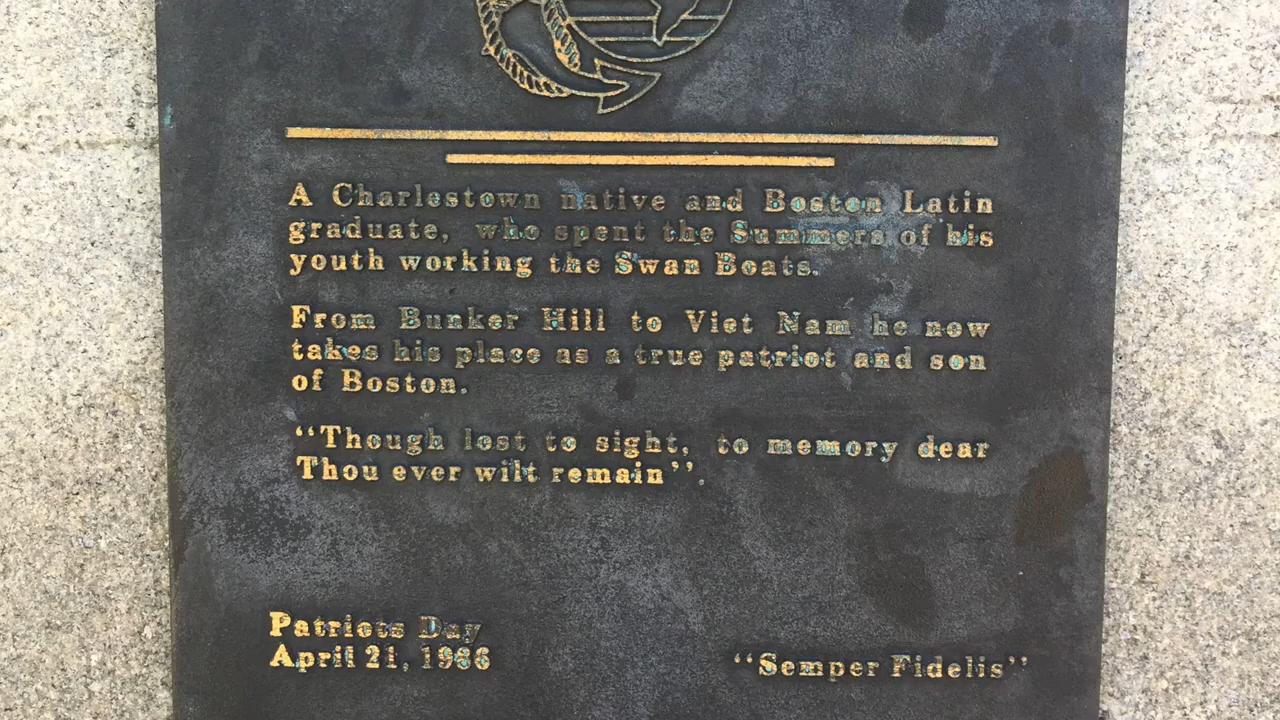 A Charlestown native and Boston Latin
graduate, who spent the Summers of his
youth working the Swan Boats.
From Bunker Hill to Viet Nam he now
takes his place as a true patriot and son
of Boston.
“Though lost to sight, to memory dear
Thou ever wilt remain”.
Patriots Day
April 21, 1986
“Semper Fidelis”